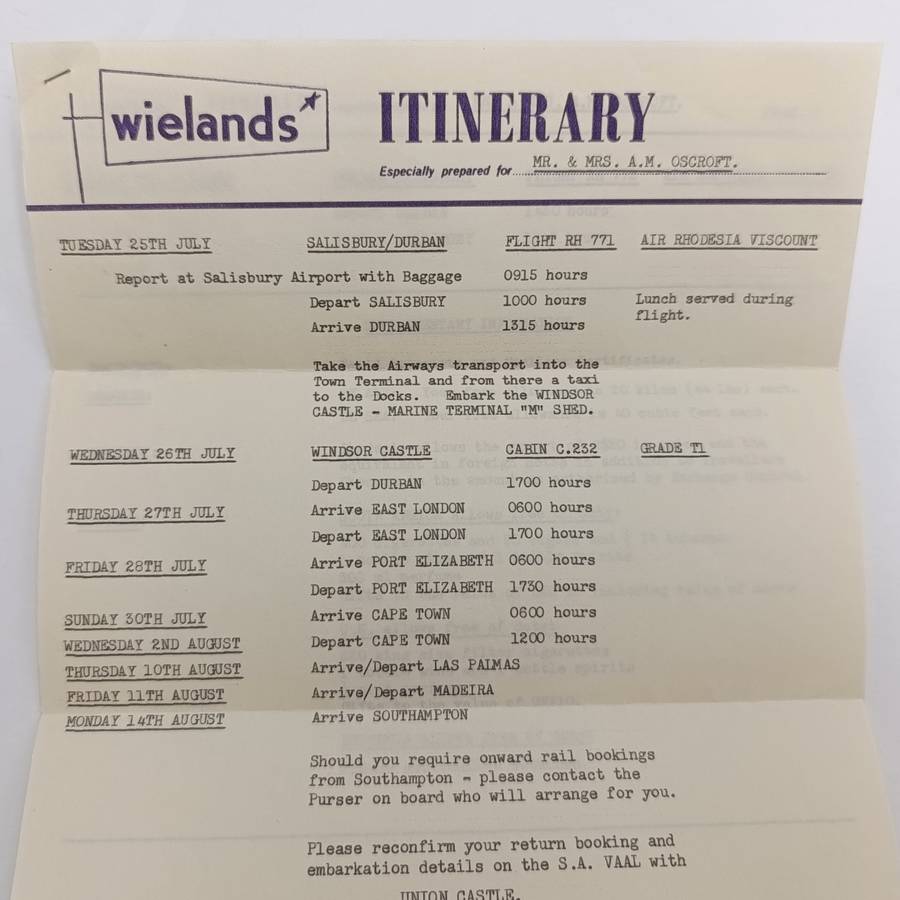 wielands
ITINERARY
Especially prepared for MR. & MRS. A.M. OSCROFT.
TUESDAY 25TH JULY SALISBURY/DURBAN FLIGHT RH 771 AIR RHODESIA VISCOUNT
Report at Salisbury Airport with Baggage 0915 hours
Depart SALISBURY 1000 hours Lunch served during
flight.
Arrive DURBAN 1315 hours
Take the Airways transport into the
Town Terminal and from there a taxi
to the Docks. Embark the WINDSOR
CASTLE - MARINE TERMINAL "M" SHED.
WEDNESDAY 26TH JULY WINDSOR CASTLE CABIN C.232 GRADE T1
Depart DURBAN 1700 hours
THURSDAY 27TH JULY Arrive EAST LONDON 0600 hours
Depart EAST LONDON 1700 hours
FRIDAY 28TH JULY Arrive PORT ELIZABETH 0600 hours
Depart PORT ELIZABETH 1730 hours
SUNDAY 30TH JULY Arrive CAPE TOWN 0600 hours
WEDNESDAY 2ND AUGUST Depart CAPE TOWN 1200 hours
THURSDAY 10TH AUGUST Arrive/Depart LAS PALMAS
FRIDAY 11TH AUGUST Arrive/Depart MADEIRA
MONDAY 14TH AUGUST Arrive SOUTHAMPTON
Should you require onward rail bookings
from Southampton - please contact the
Purser on board who will arrange for you.
Please reconfirm your return booking and
embarkation details on the S.A. VAAL with
UNION CASTLE.